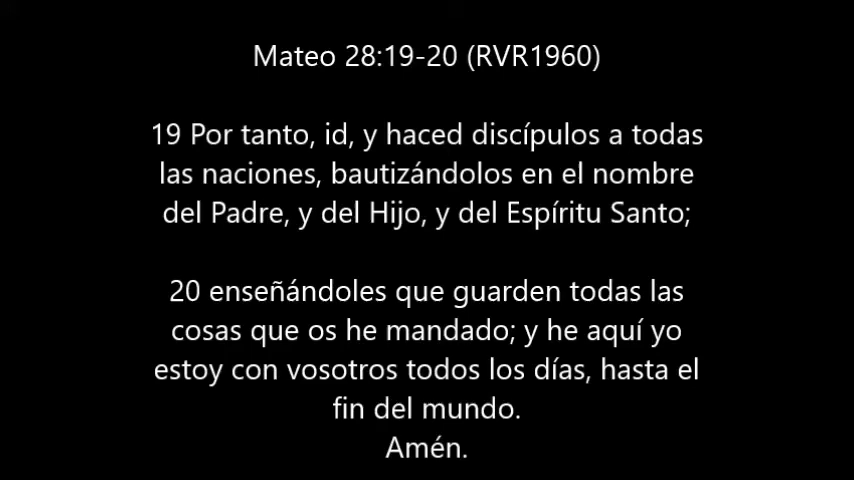 Mateo 28:19-20 (RVR1960)
19 Por tanto, id, y haced discípulos a todas
las naciones, bautizándolos en el nombre
del Padre, y del Hijo, y del Espíritu Santo;
20 enseñándoles que guarden todas las
cosas que os he mandado; y he aquí yo
estoy con vosotros todos los días, hasta el
fin del mundo.
Amén.